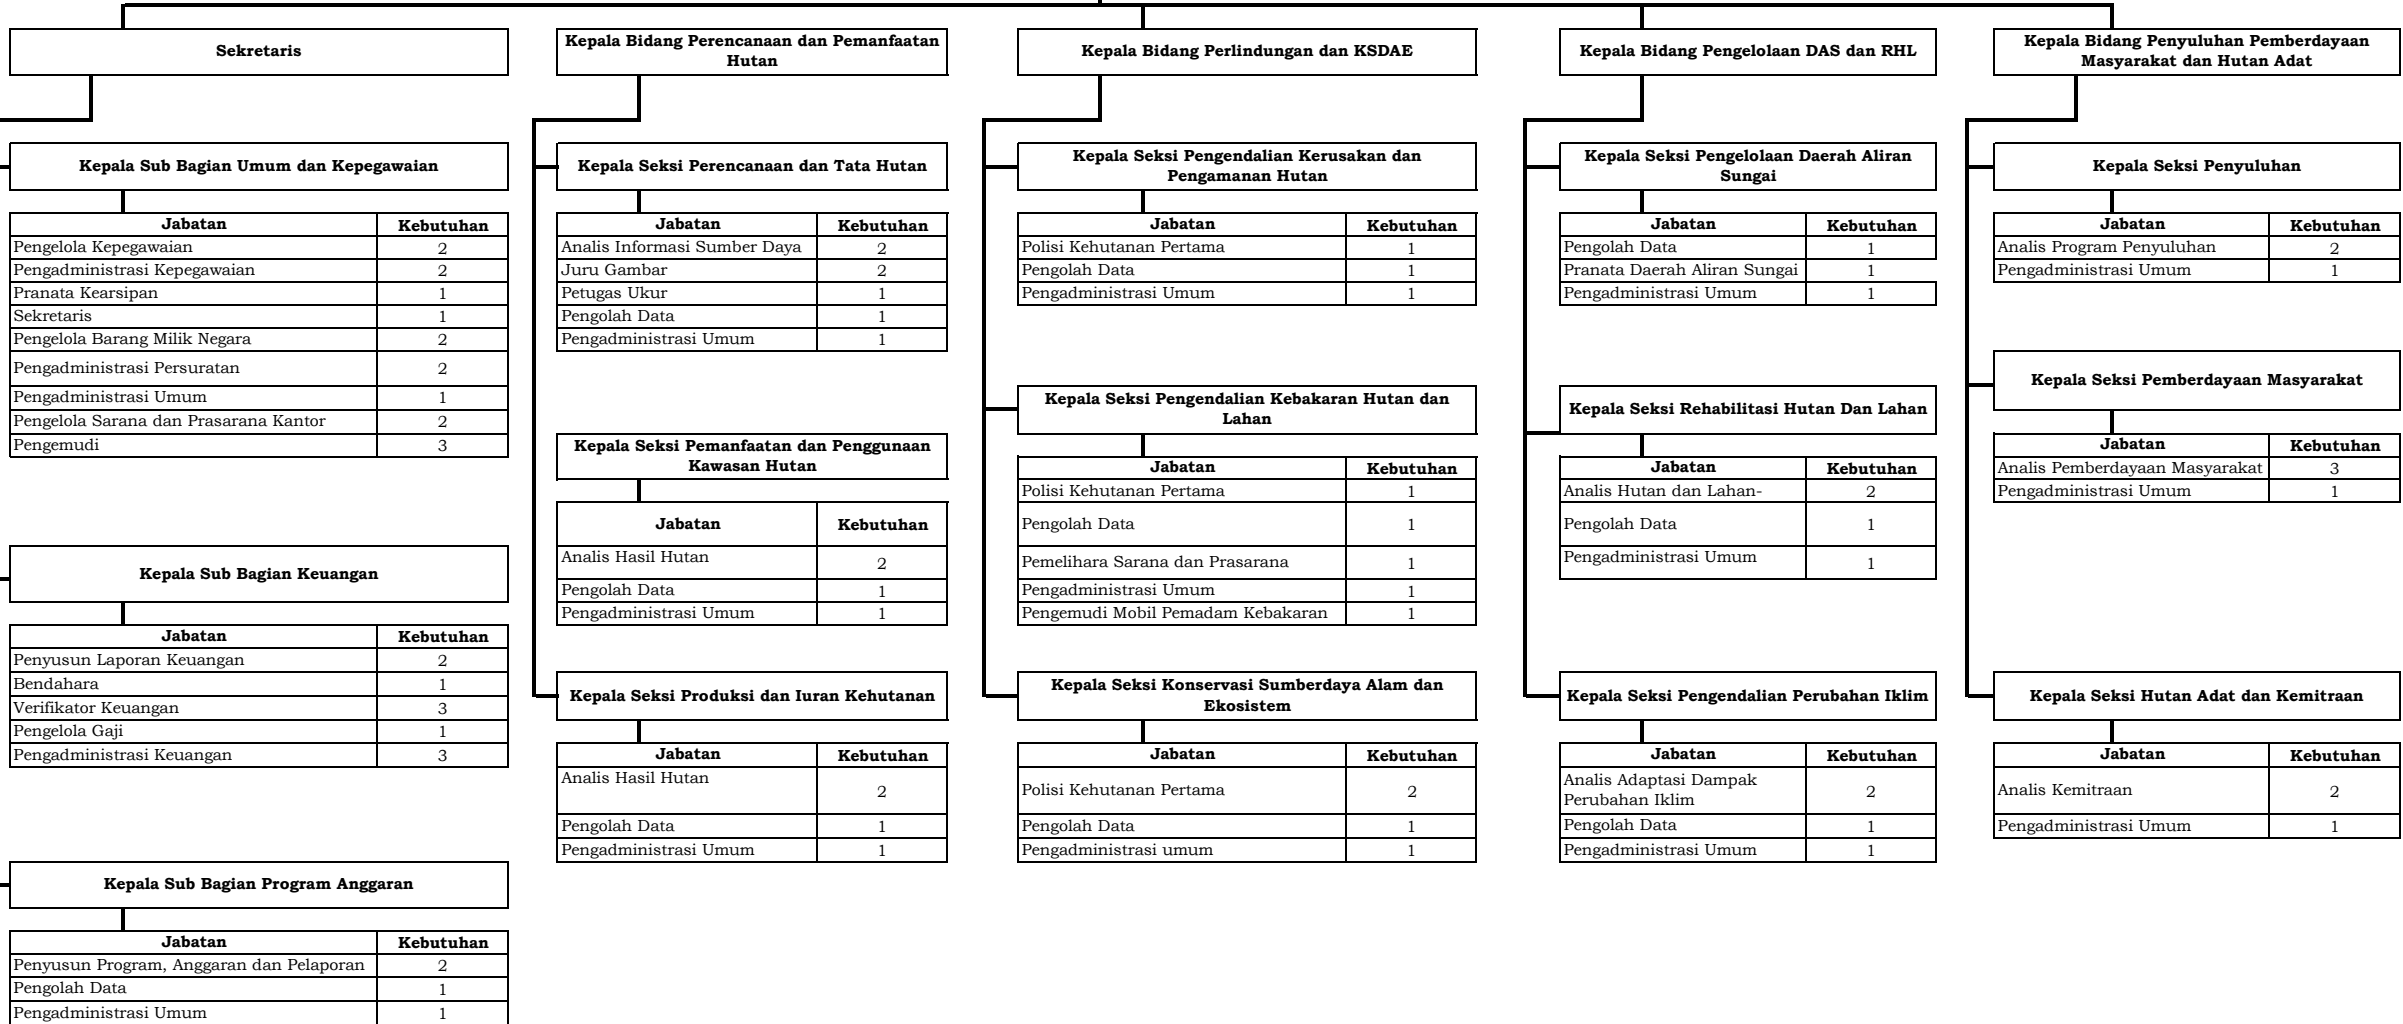 Sekretaris
Kepala Sub Bagian Umum dan Kepegawaian
Jabatan Kebutuhan
Pengelola Kepegawaian 2
Pengadministrasi Kepegawaian 2
Pranata Kearsipan 1
Sekretaris 1
Pengelola Barang Milik Negara 2
Pengadministrasi Persuratan 2
Pengadministrasi Umum 1
Pengelola Sarana dan Prasarana Kantor 2
Pengemudi 3
Kepala Sub Bagian Keuangan
Jabatan Kebutuhan
Penyusun Laporan Keuangan 2
Bendahara 1
Verifikator Keuangan 3
Pengelola Gaji 1
Pengadministrasi Keuangan 3
Kepala Sub Bagian Program Anggaran
Jabatan Kebutuhan
Penyusun Program, Anggaran dan Pelaporan 2
Pengolah Data 1
Pengadministrasi Umum 1
Kepala Bidang Perencanaan dan Pemanfaatan
Hutan
Kepala Seksi Perencanaan dan Tata Hutan
Jabatan Kebutuhan
Analis Informasi Sumber Daya 2
Juru Gambar 2
Petugas Ukur 1
Pengolah Data 1
Pengadministrasi Umum 1
Kepala Seksi Pemanfaatan dan Penggunaan
Kawasan Hutan
Jabatan Kebutuhan
Analis Hasil Hutan 2
Pengolah Data 1
Pengadministrasi Umum 1
Kepala Seksi Produksi dan Iuran Kehutanan
Jabatan Kebutuhan
Analis Hasil Hutan 2
Pengolah Data 1
Pengadministrasi Umum 1
Kepala Bidang Perlindungan dan KSDAE
Kepala Seksi Pengendalian Kerusakan dan
Pengamanan Hutan
Jabatan Kebutuhan
Polisi Kehutanan Pertama 1
Pengolah Data 1
Pengadministrasi Umum 1
Kepala Seksi Pengendalian Kebakaran Hutan dan
Lahan
Jabatan Kebutuhan
Polisi Kehutanan Pertama 1
Pengolah Data 1
Pemelihara Sarana dan Prasarana 1
Pengadministrasi Umum 1
Pengemudi Mobil Pemadam Kebakaran 1
Kepala Seksi Konservasi Sumberdaya Alam dan
Ekosistem
Jabatan Kebutuhan
Polisi Kehutanan Pertama 2
Pengolah Data 1
Pengadministrasi umum 1
Kepala Bidang Pengelolaan DAS dan RHL
Kepala Seksi Pengelolaan Daerah Aliran
Sungai
Jabatan Kebutuhan
Pengolah Data 1
Pranata Daerah Aliran Sungai 1
Pengadministrasi Umum 1
Kepala Seksi Rehabilitasi Hutan Dan Lahan
Jabatan Kebutuhan
Analis Hutan dan Lahan- 2
Pengolah Data 1
Pengadministrasi Umum 1
Kepala Seksi Pengendalian Perubahan Iklim
Jabatan Kebutuhan
Analis Adaptasi Dampak
Perubahan Iklim 2
Pengolah Data 1
Pengadministrasi Umum 1
Kepala Bidang Penyuluhan Pemberdayaan
Masyarakat dan Hutan Adat
Kepala Seksi Penyuluhan
Jabatan Kebutuhan
Analis Program Penyuluhan 2
Pengadministrasi Umum 1
Kepala Seksi Pemberdayaan Masyarakat
Jabatan Kebutuhan
Analis Pemberdayaan Masyarakat 3
Pengadministrasi Umum 1
Kepala Seksi Hutan Adat dan Kemitraan
Jabatan Kebutuhan
Analis Kemitraan 2
Pengadministrasi Umum 1